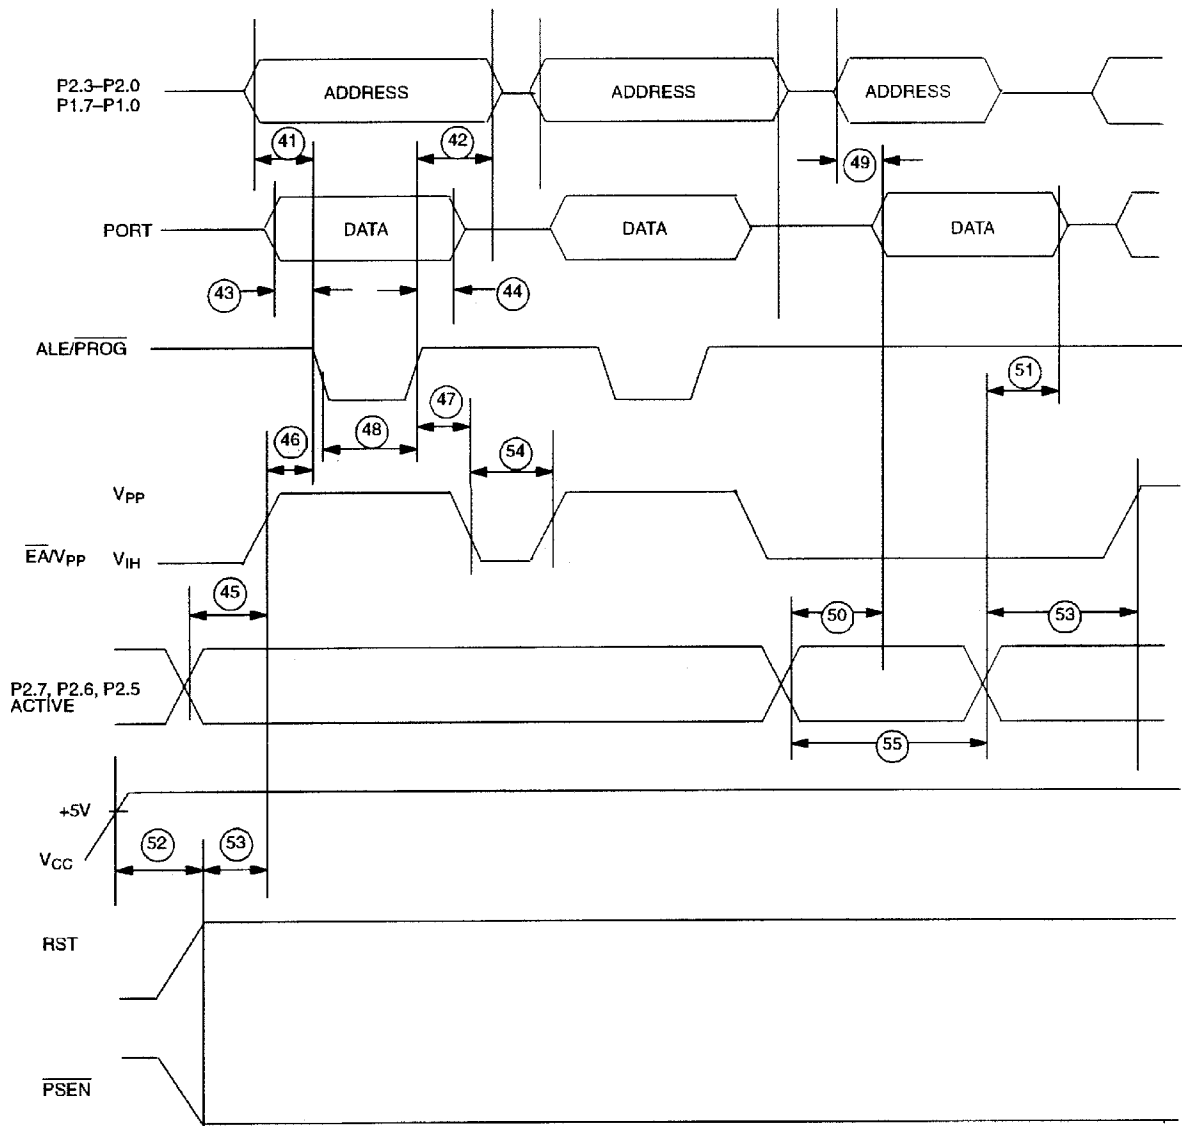 P2.3–P2.0
P1.7–P1.0
ADDRESS
ADDRESS
ADDRESS
41
42
49
PORT
DATA
DATA
DATA
43
44
ALE/PROG
51
47
48
46
54
VPP
EA/VPP
VIH
45
50
53
P2.7, P2.6, P2.5
ACTIVE
55
+5V
VCC
52
53
RST
PSEN